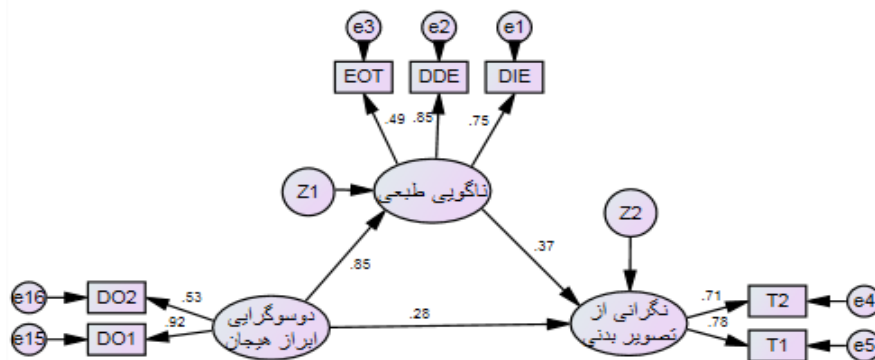 e3
e2
e1
EOT
DDE
DIE
.49
.85
.75
Z1
ناگویی طبعی
Z2
.85
.37
e16
DO2
.53
دوسوگرایی
ابراز هیجان
.28
نگرانی از
تصویر بدنی
.71
T2
e4
e15
DO1
.92
.78
T1
e5